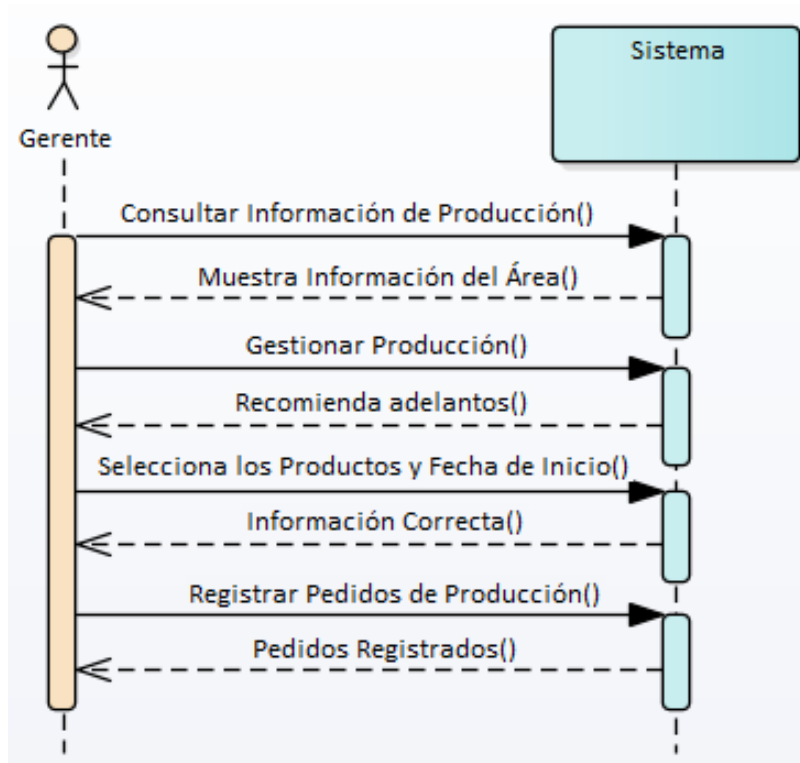 Sistema
Gerente
Consultar Información de Producción()
Muestra Información del Área()
Gestionar Producción()
Recomienda adelantos()
Selecciona los Productos y Fecha de Inicio()
Información Correcta()
Registrar Pedidos de Producción()
Pedidos Registrados()